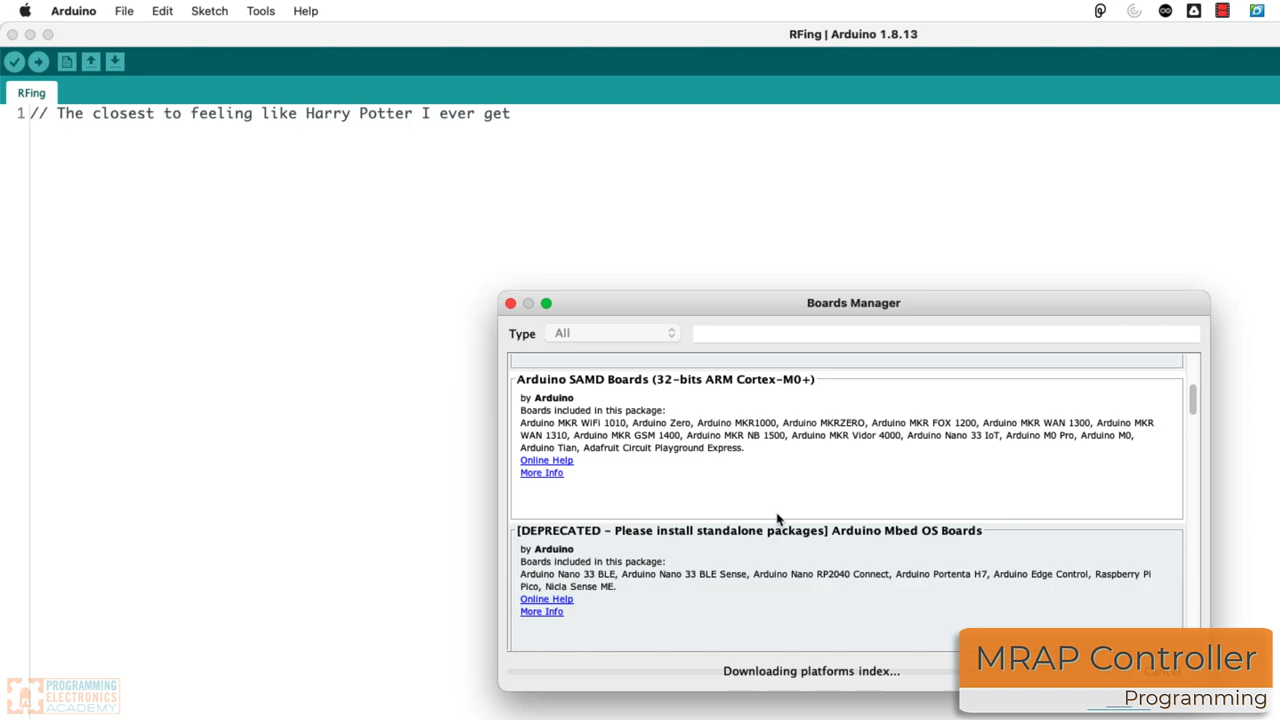 Arduino File Edit Sketch Tools Help
RFing | Arduino 1.8.13
RFing
1 // The closest to feeling like Harry Potter I ever get
Boards Manager
Type All
Arduino SAMD Boards (32-bits ARM Cortex-M0+)
by Arduino
Boards included in this package:
Arduino MKR WiFi 1010, Arduino Zero, Arduino MKR1000, Arduino MKRZERO, Arduino MKR FOX 1200, Arduino MKR WAN 1300, Arduino MKR
WAN 1310, Arduino MKR GSM 1400, Arduino MKR NB 1500, Arduino MKR Vidor 4000, Arduino Nano 33 IoT, Arduino M0 Pro, Arduino M0,
Arduino Tian, Adafruit Circuit Playground Express.
Online Help
More Info
[DEPRECATED - Please install standalone packages] Arduino Mbed OS Boards
by Arduino
Boards included in this package:
Arduino Nano 33 BLE, Arduino Nano 33 BLE Sense, Arduino Nano RP2040 Connect, Arduino Portenta H7, Arduino Edge Control, Raspberry Pi
Pico, Nicla Sense ME.
Online Help
More Info
Downloading platforms index...
Cancel
MRAP Controller
Programming
PROGRAMMING
ELECTRONICS
ACADEMY